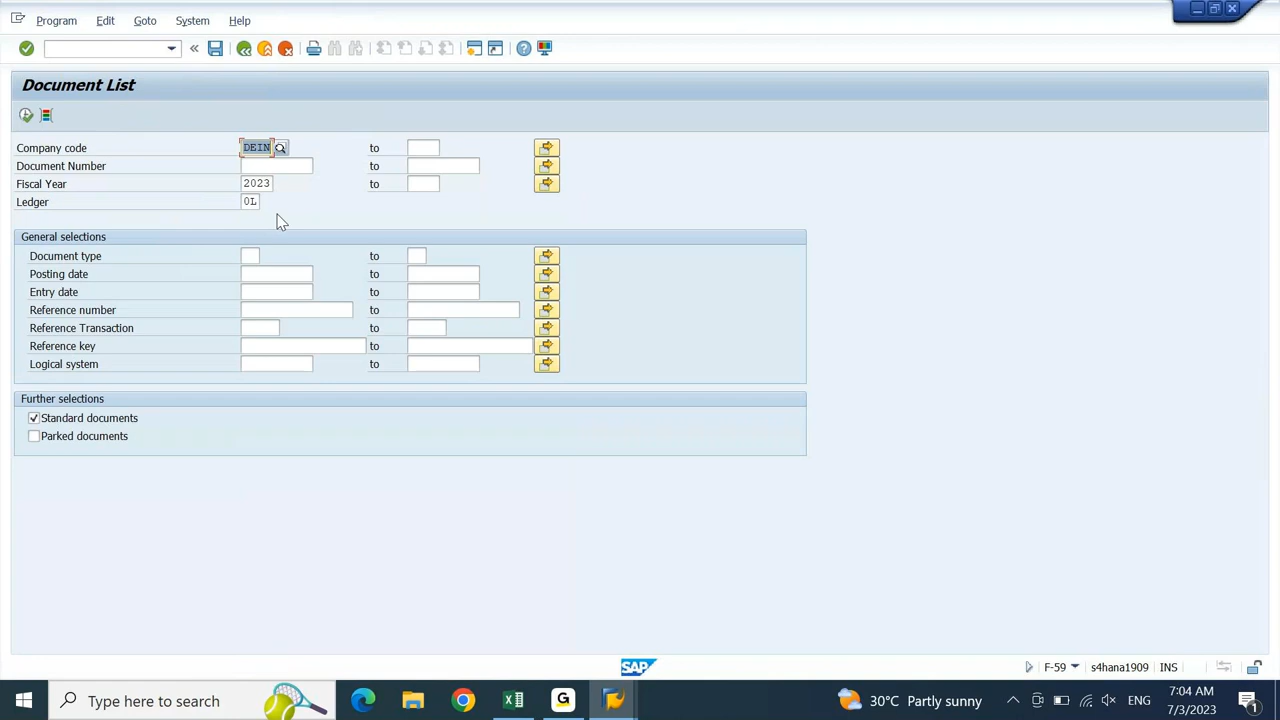 Program Edit Goto System Help
Document List
Company code DEIN to
Document Number to
Fiscal Year 2023 to
Ledger 0L
General selections
Document type to
Posting date to
Entry date to
Reference number to
Reference Transaction to
Reference key to
Logical system to
Further selections
Standard documents
Parked documents
SAP
F-59 s4hana1909 INS
Type here to search
G
30°C Partly sunny
ENG
7:04 AM
7/3/2023
1